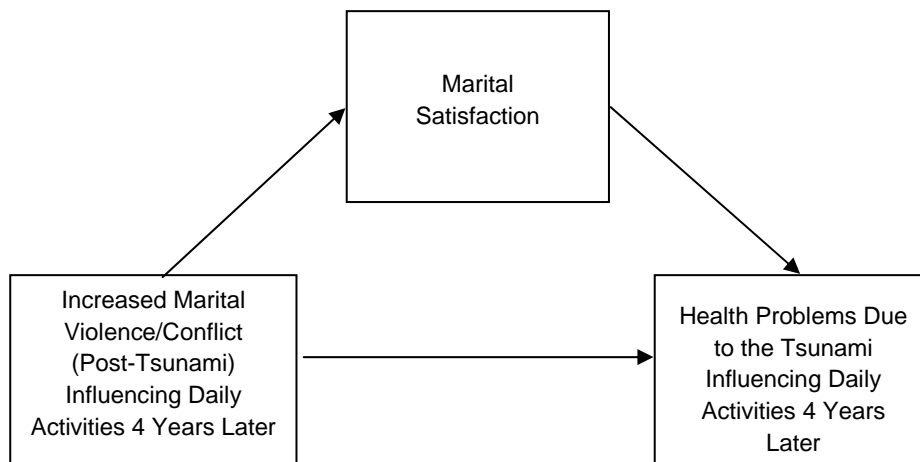 Marital
Satisfaction
Increased Marital
Violence/Conflict
(Post-Tsunami)
Influencing Daily
Activities 4 Years Later
Health Problems Due
to the Tsunami
Influencing Daily
Activities 4 Years
Later